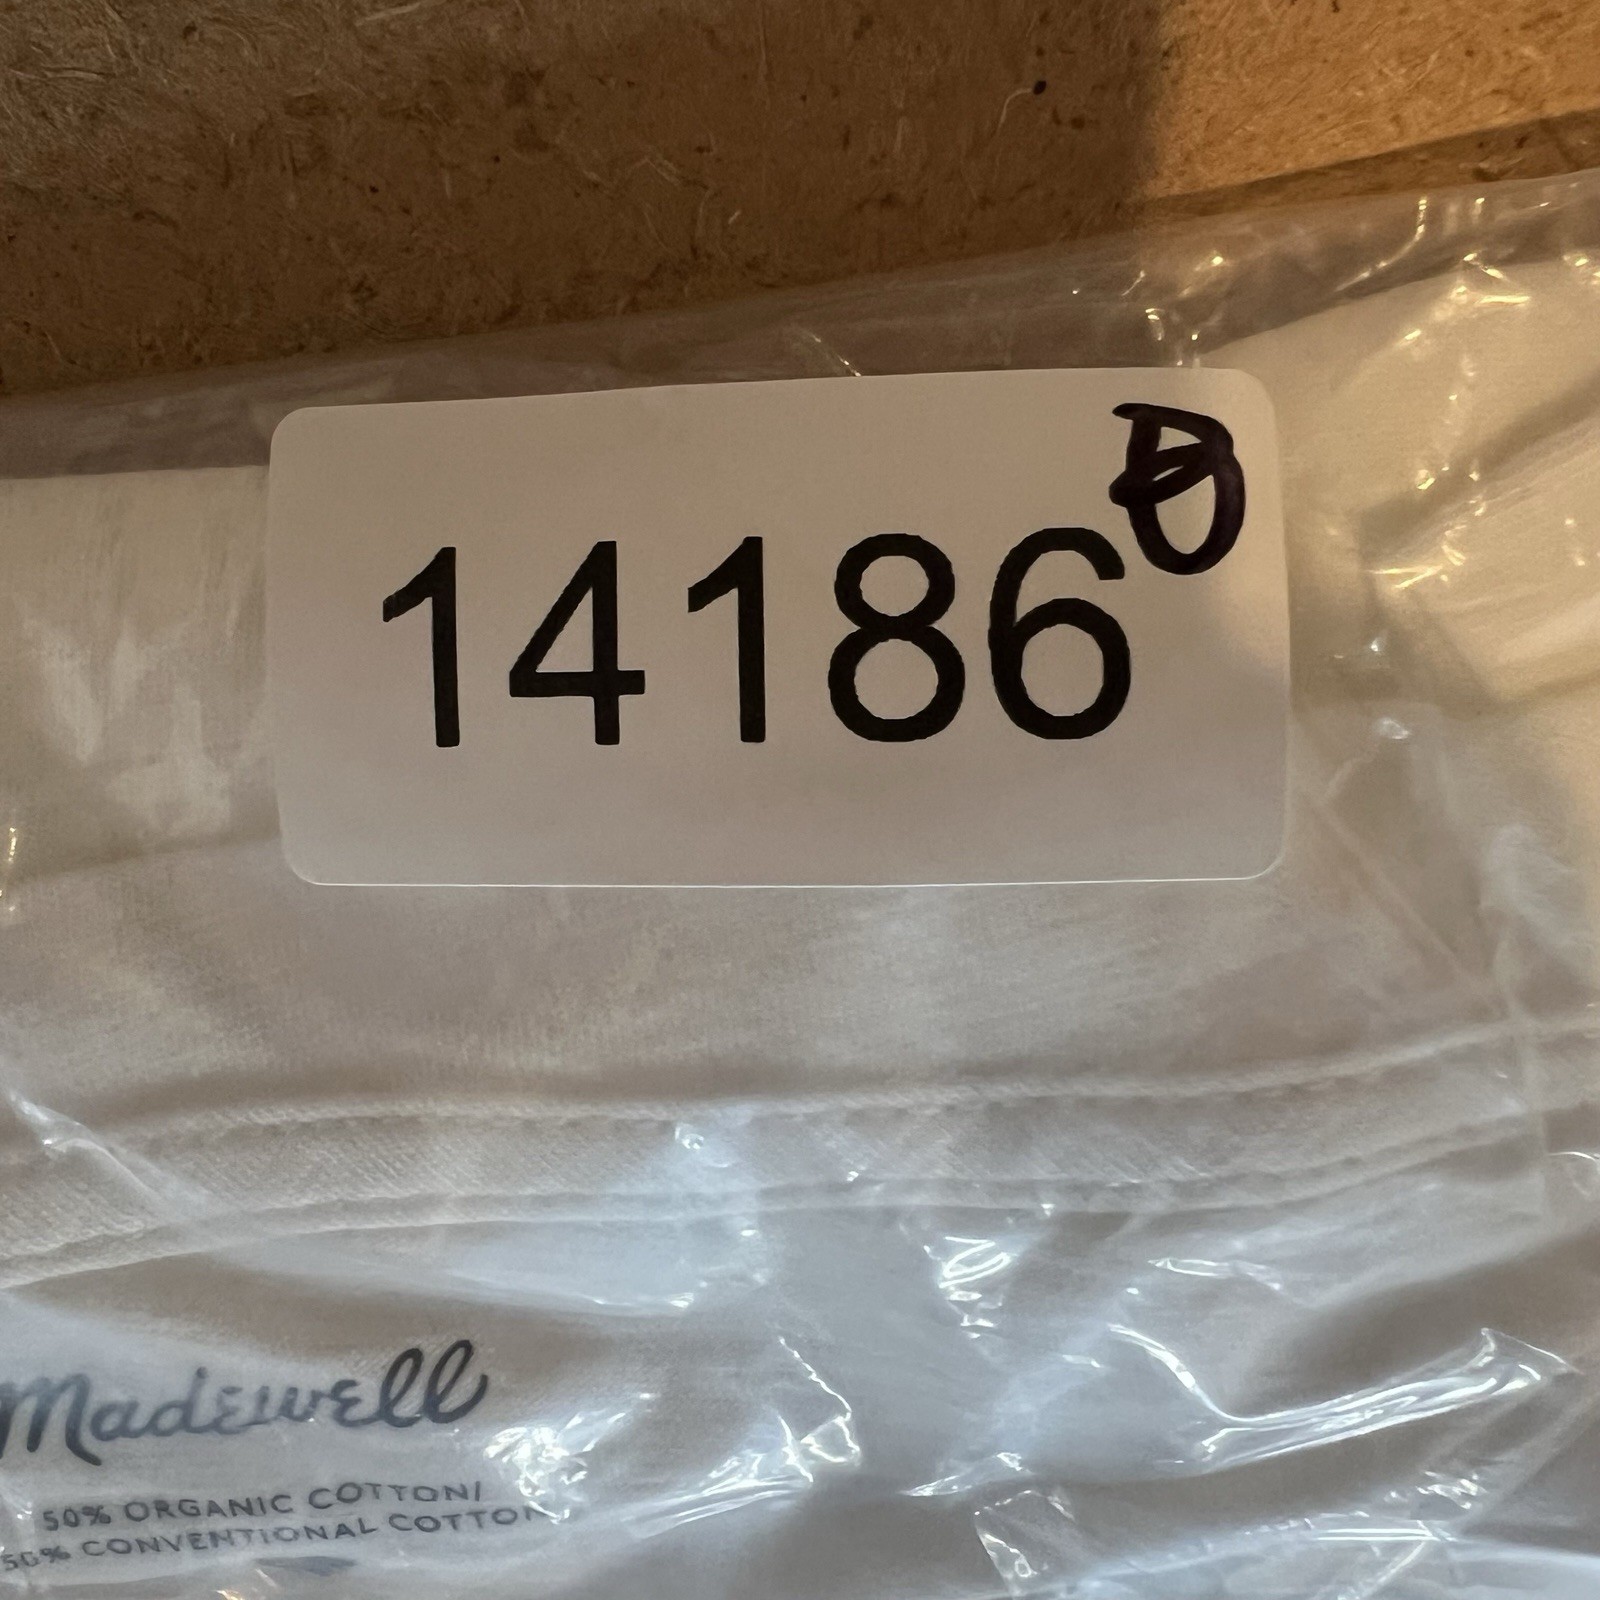 14186
Madewell
50% ORGANIC COTTON/
50% CONVENTIONAL COTTON